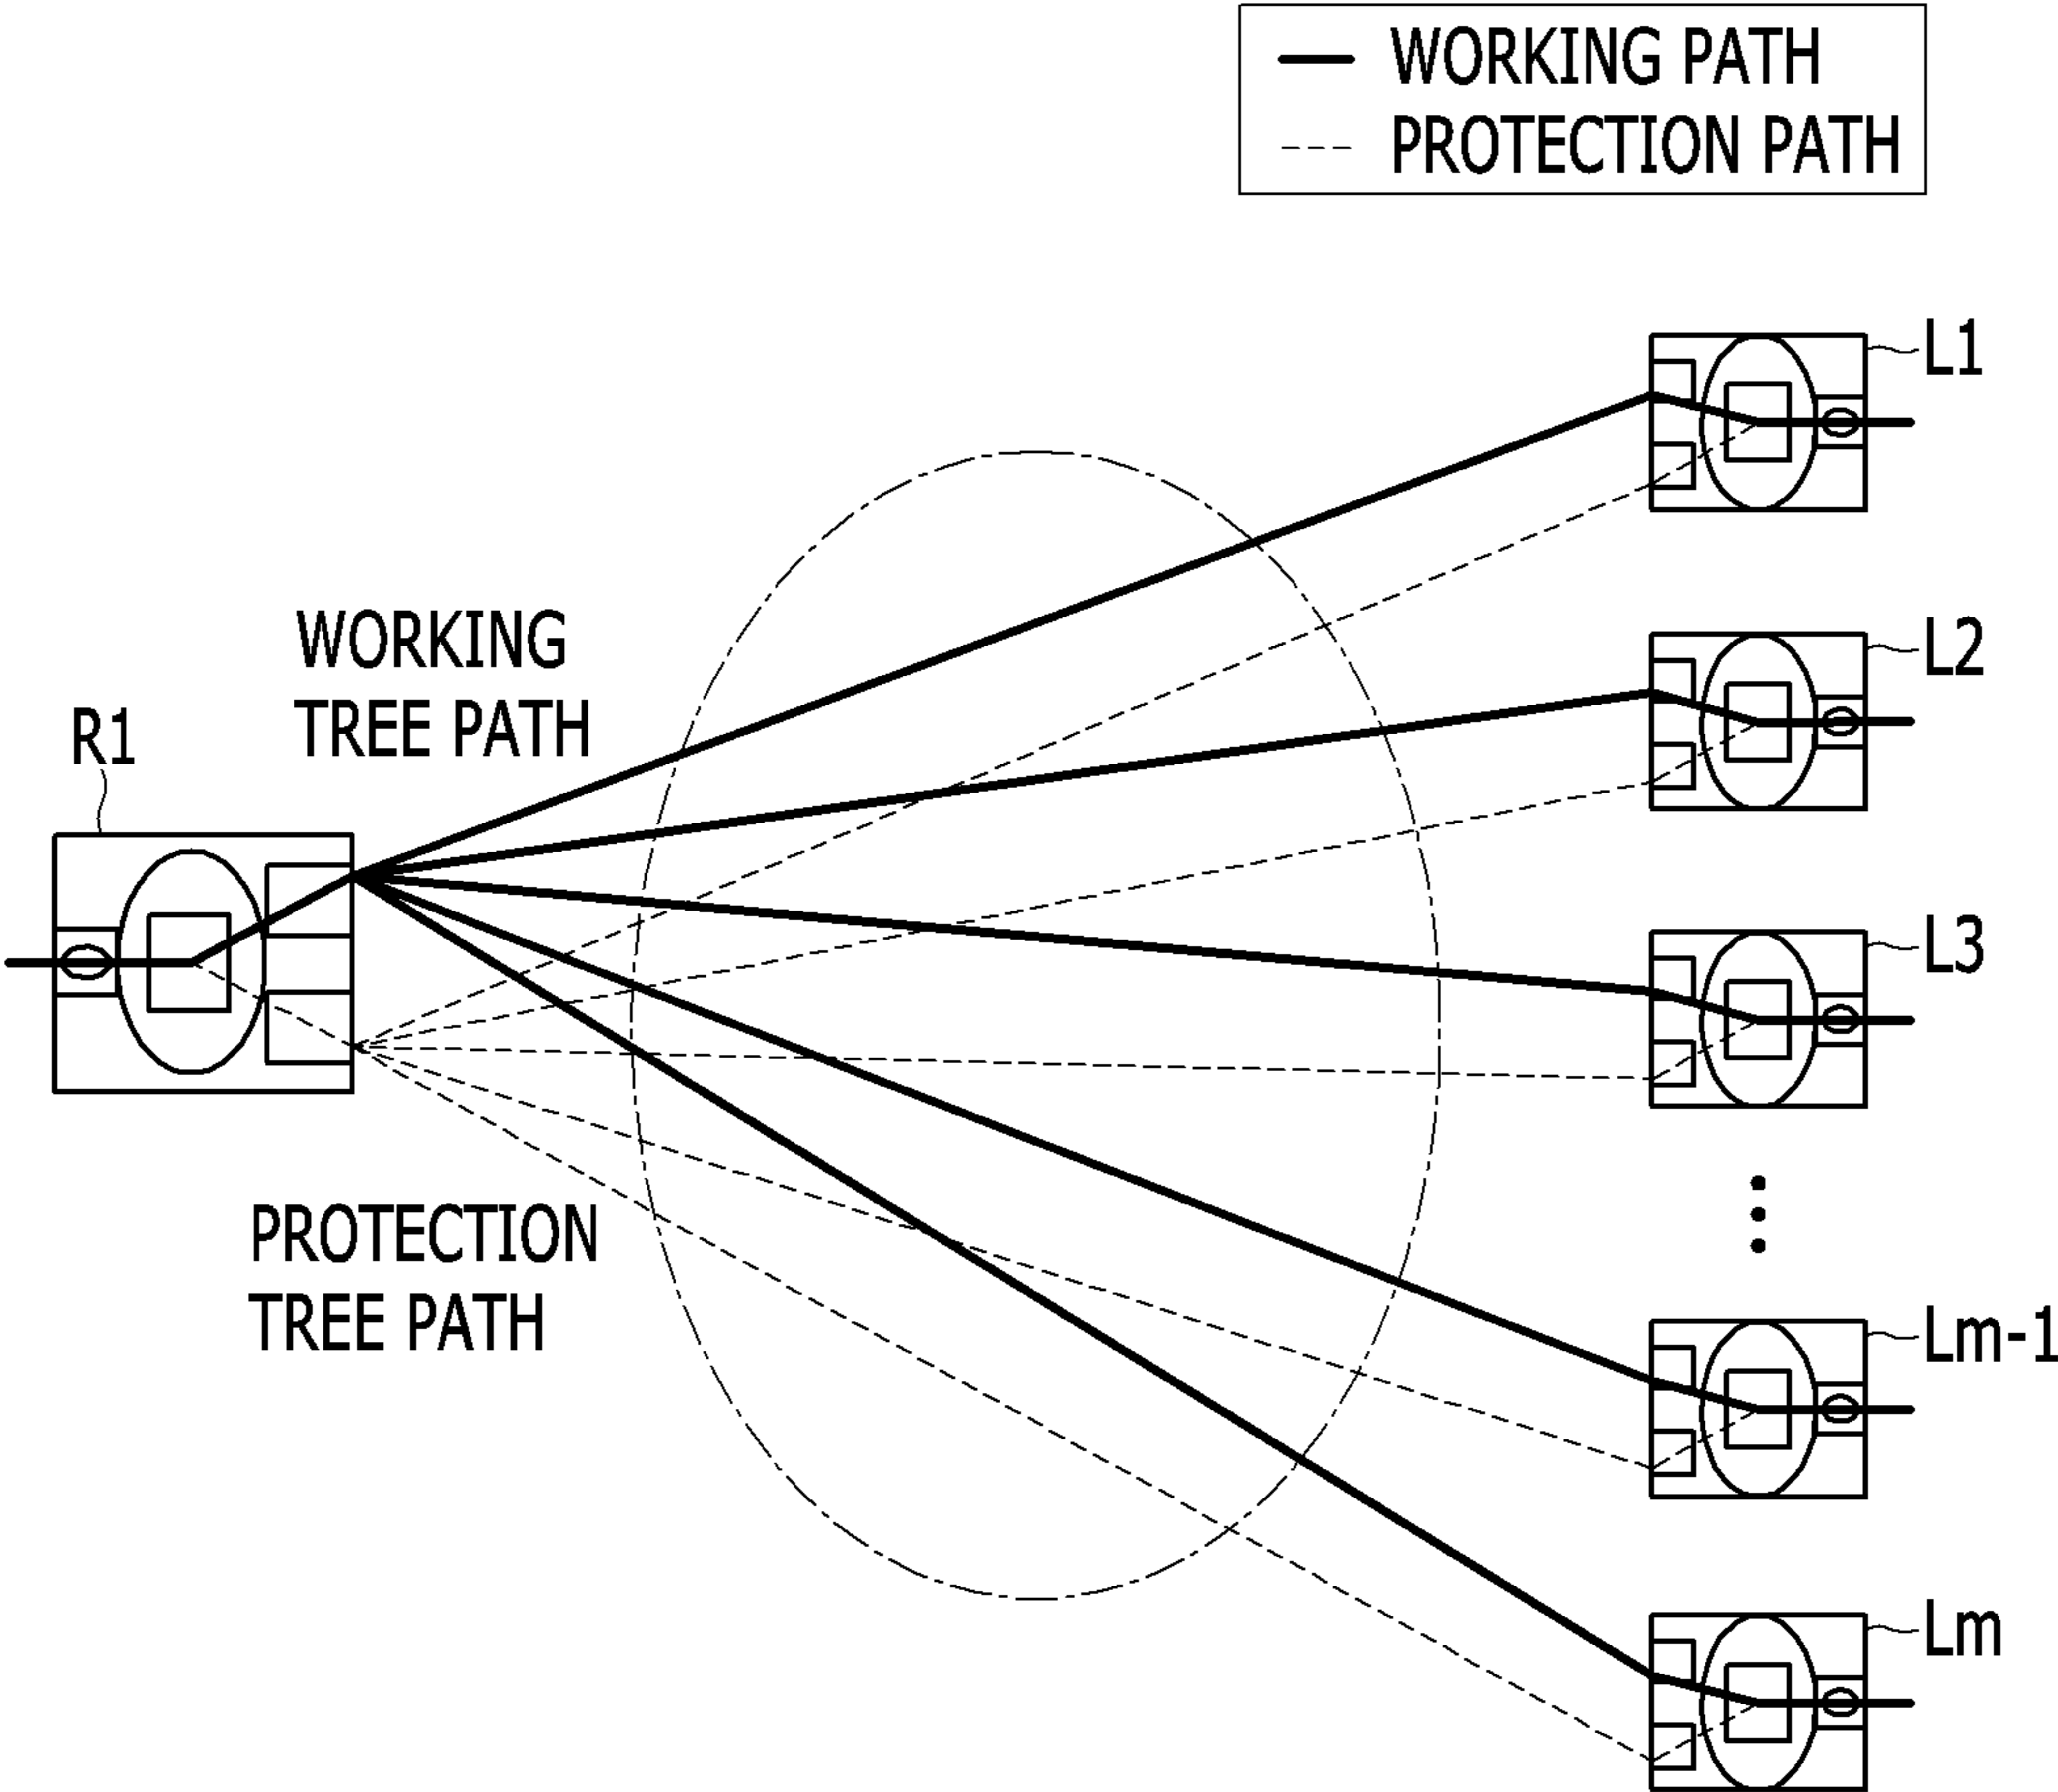 WORKING PATH
PROTECTION PATH
L1
WORKING
TREE PATH
L2
R1
L3
PROTECTION
TREE PATH
Lm-1
Lm